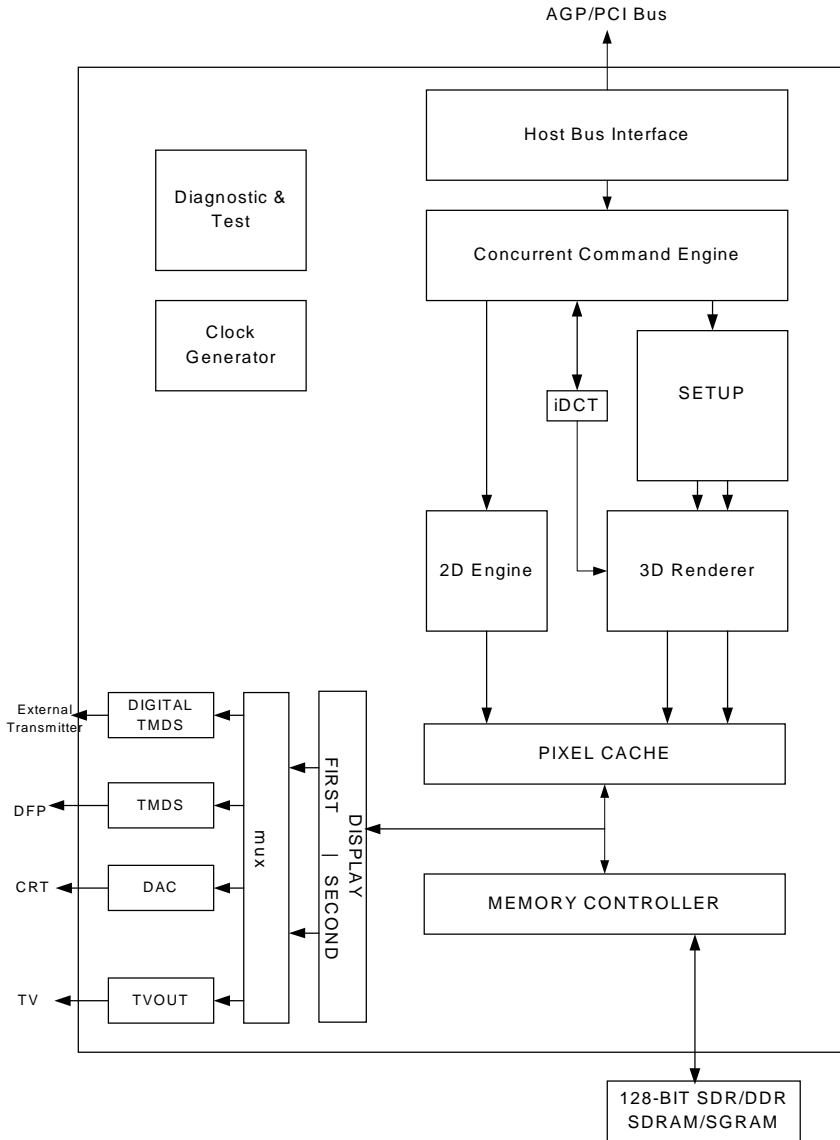 AGP/PCI Bus
Host Bus Interface
Diagnostic &
Test
Concurrent Command Engine
Clock
Generator
iDCT
SETUP
2D Engine
3D Renderer
External
Transmitter
DIGITAL
TMDS
DFP
TMDS
CRT
DAC
TV
TVOUT
mux
DISPLAY
FIRST | SECOND
PIXEL CACHE
MEMORY CONTROLLER
128-BIT SDR/DDR
SDRAM/SGRAM